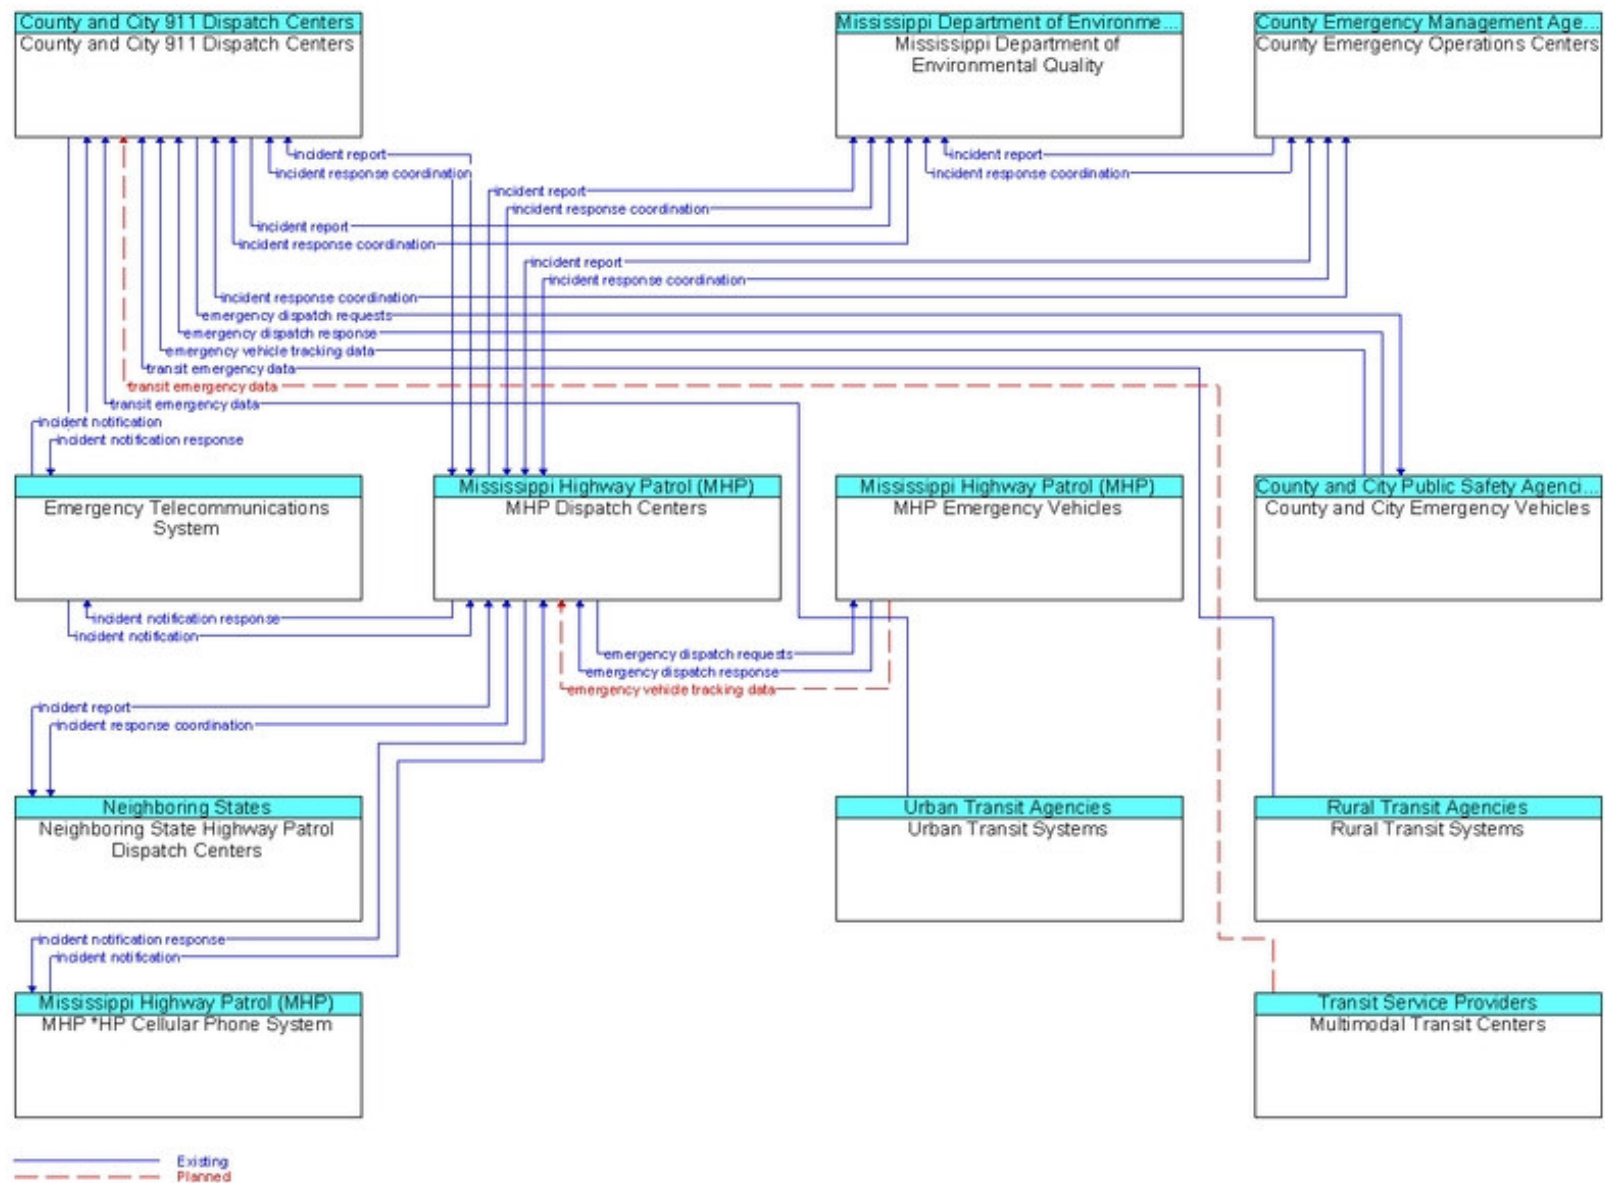 County and City 911 Dispatch Centers
County and City 911 Dispatch Centers
Mississippi Department of Environme...
Mississippi Department of
Environmental Quality
County Emergency Management Age...
County Emergency Operations Centers
incident report
incident response coordination
incident report
incident response coordination
incident report
incident response coordination
incident report
incident response coordination
incident report
incident response coordination
incident response coordination
emergency dispatch requests
emergency dispatch response
emergency vehicle tracking data
transit emergency data
transit emergency data
transit emergency data
incident notification
incident notification response
Emergency Telecommunications
System
Mississippi Highway Patrol (MHP)
MHP Dispatch Centers
Mississippi Highway Patrol (MHP)
MHP Emergency Vehicles
County and City Public Safety Agenci...
County and City Emergency Vehicles
incident notification response
incident notification
emergency dispatch requests
emergency dispatch response
emergency vehicle tracking data
incident report
incident response coordination
Neighboring States
Neighboring State Highway Patrol
Dispatch Centers
Urban Transit Agencies
Urban Transit Systems
Rural Transit Agencies
Rural Transit Systems
incident notification response
incident notification
Mississippi Highway Patrol (MHP)
MHP *HP Cellular Phone System
Transit Service Providers
Multimodal Transit Centers
Existing
Planned